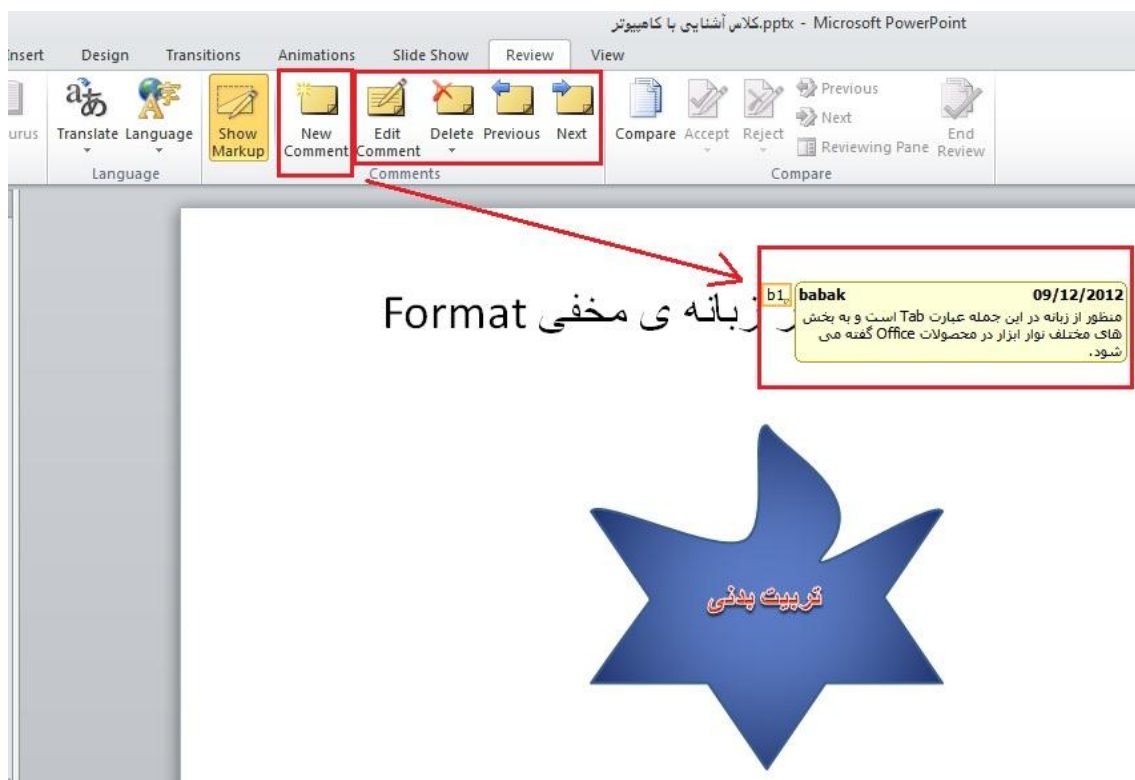 کلاس آشنایی با کامپیوتر.pptx - Microsoft PowerPoint
Insert Design Transitions Animations Slide Show Review View
Translate Language Show Markup New Comment Edit Comment Delete Previous Next Compare Accept Reject Previous Next Reviewing Pane End Review
Language Comments Compare
b1 babak 09/12/2012
منظور از زبانه در این جمله عبارت Tab است و به بخش
های مختلف نوار ابزار در محصولات Office گفته می
شود.
زبانه ی مخفی Format
تربیت بدنی